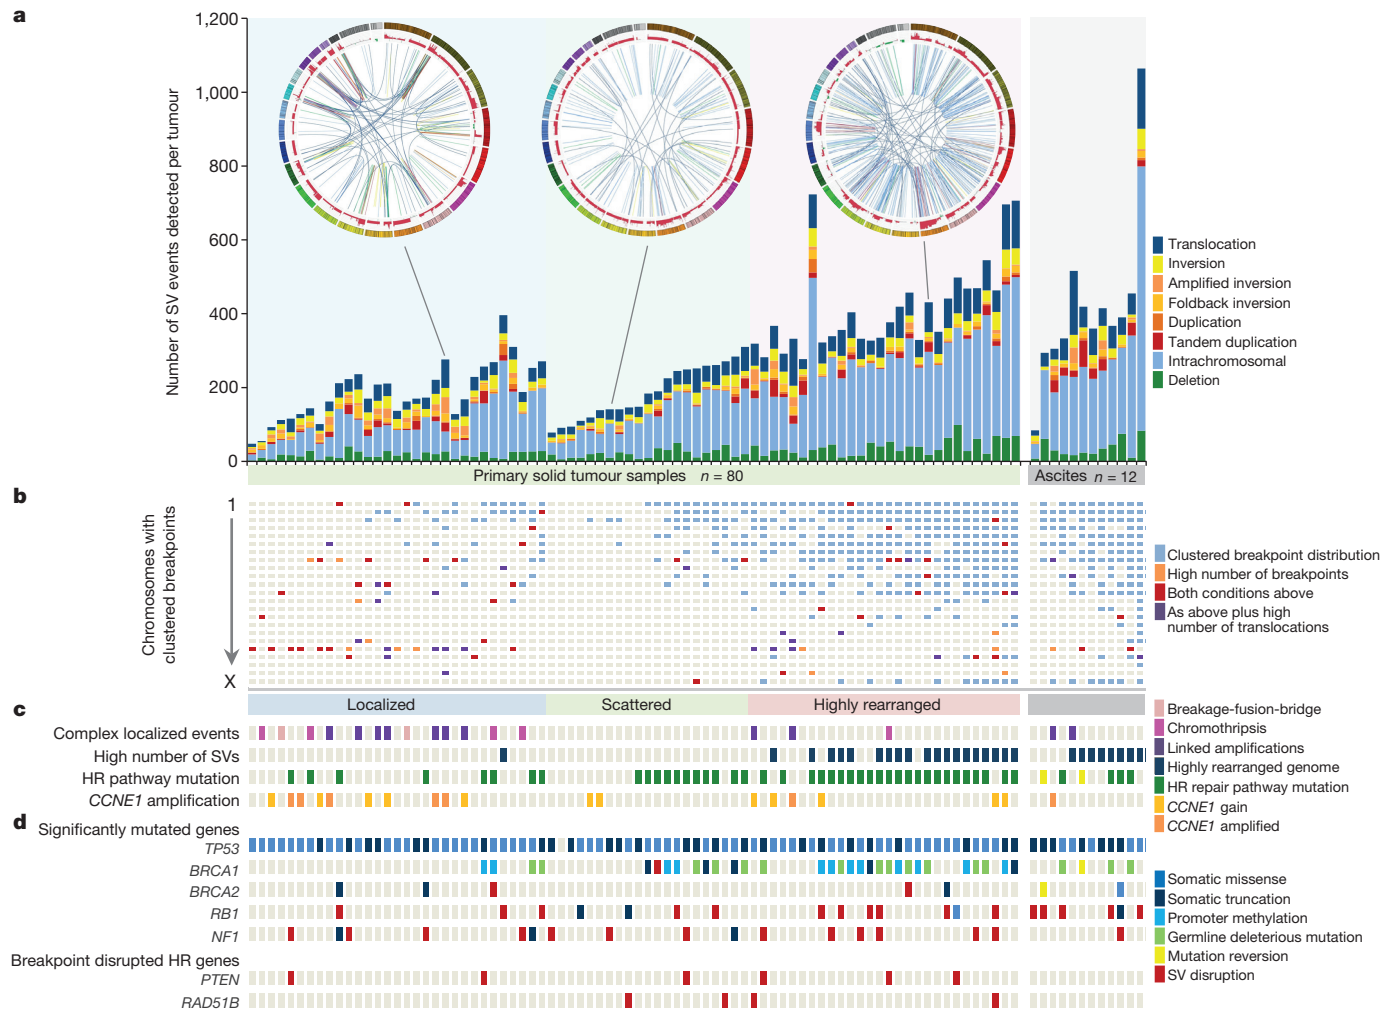 a
1,200
1,000
800
600
400
200
0
Number of SV events detected per tumour
Translocation
Inversion
Amplified inversion
Foldback inversion
Duplication
Tandem duplication
Intrachromosomal
Deletion
Primary solid tumour samples n = 80
Ascites n = 12
b
1
X
Chromosomes with
clustered breakpoints
Clustered breakpoint distribution
High number of breakpoints
Both conditions above
As above plus high
number of translocations
Localized
Scattered
Highly rearranged
c
Complex localized events
High number of SVs
HR pathway mutation
CCNE1 amplification
Breakage-fusion-bridge
Chromothripsis
Linked amplifications
Highly rearranged genome
HR repair pathway mutation
CCNE1 gain
CCNE1 amplified
d
Significantly mutated genes
TP53
BRCA1
BRCA2
RB1
NF1
Breakpoint disrupted HR genes
PTEN
RAD51B
Somatic missense
Somatic truncation
Promoter methylation
Germline deleterious mutation
Mutation reversion
SV disruption